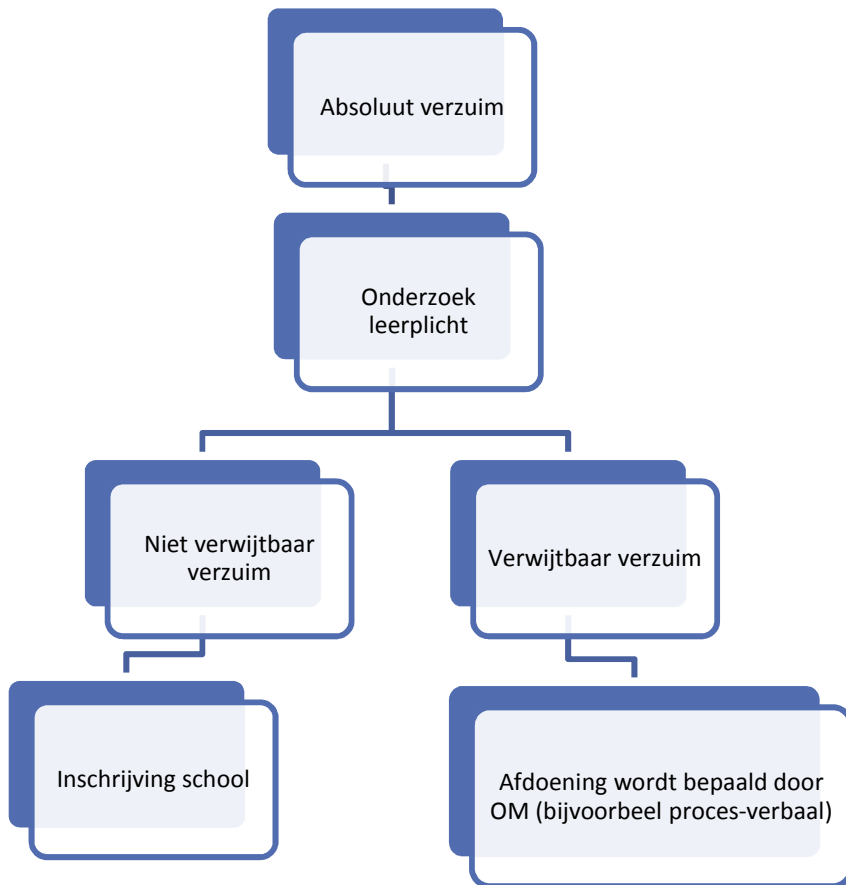 Absoluut verzuim
Onderzoek
leerplicht
Niet verwijtbaar
verzuim
Verwijtbaar verzuim
Inschrijving school
Afdoening wordt bepaald door
OM (bijvoorbeel proces-verbaal)